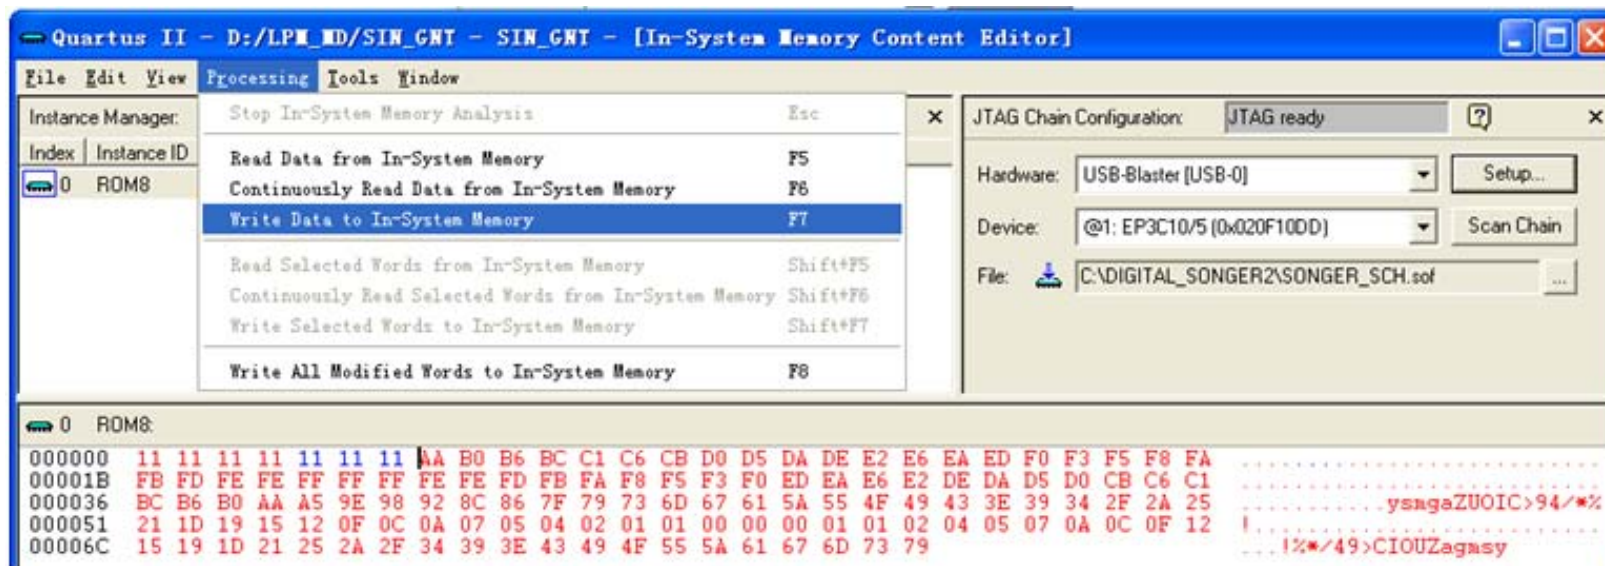 Quartus II - D:/LPM_MD/SIN_GNT - SIN_GNT - [In-System Memory Content Editor]
File Edit View Processing Tools Window
Instance Manager:
Index Instance ID
0 ROM8
Stop In-System Memory Analysis Esc
Read Data from In-System Memory F5
Continuously Read Data from In-System Memory F6
Write Data to In-System Memory F7
Read Selected Words from In-System Memory Shift+F5
Continuously Read Selected Words from In-System Memory Shift+F6
Write Selected Words to In-System Memory Shift+F7
Write All Modified Words to In-System Memory F8
JTAG Chain Configuration: JTAG ready
Hardware: USB-Blaster [USB-0] Setup...
Device: @1: EP3C10/5 (0x020F10DD) Scan Chain
File: C:\DIGITAL_SONGER2\SONGER_SCH.sof ...
0 ROM8:
000000 11 11 11 11 11 11 11 AA B0 B6 BC C1 C6 CB D0 D5 DA DE E2 E6 EA ED F0 F3 F5 F8 FA ...........................
00001B FB FD FE FE FF FF FF FE FE FD FB FA F8 F5 F3 F0 ED EA E6 E2 DE DA D5 D0 CB C6 C1 ...........................
000036 BC B6 B0 AA A5 9E 98 92 8C 86 7F 79 73 6D 67 61 5A 55 4F 49 43 3E 39 34 2F 2A 25 ...........ysmgaZUOIC>94/*%
000051 21 1D 19 15 12 0F 0C 0A 07 05 04 02 01 01 00 00 00 01 01 02 04 05 07 0A 0C 0F 12 !..........................
00006C 15 19 1D 21 25 2A 2F 34 39 3E 43 49 4F 55 5A 61 67 6D 73 79 ...!%*/49>CIOUZagmsy